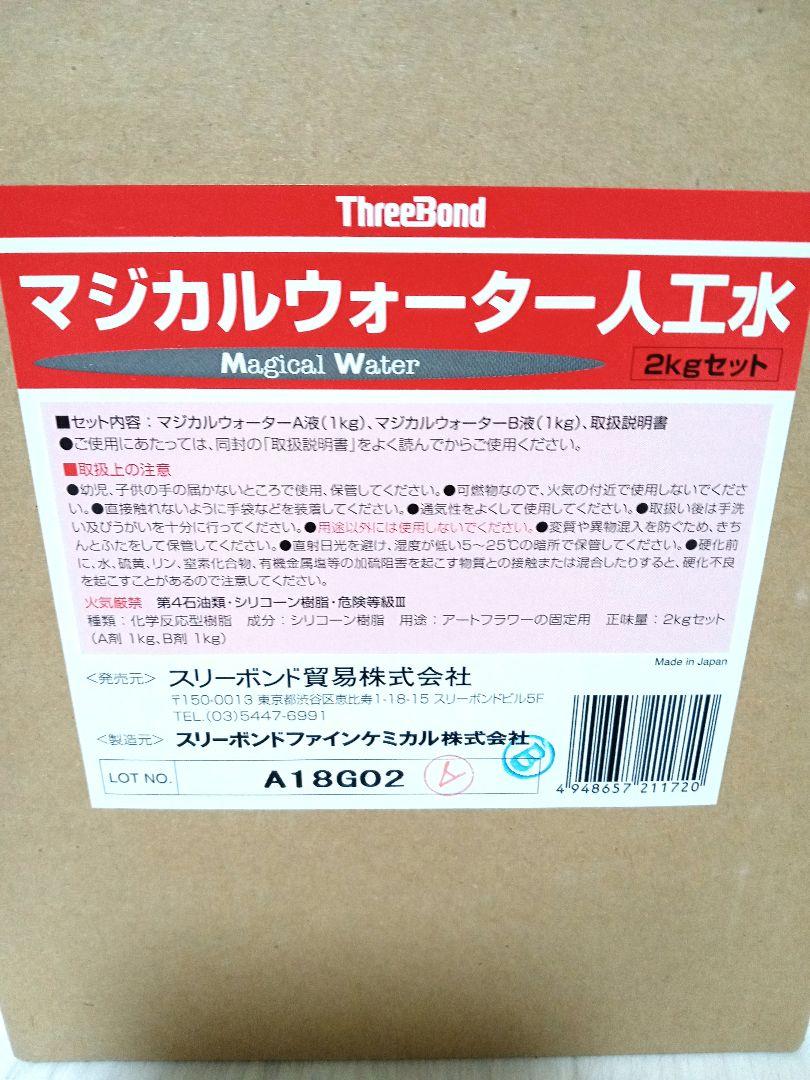 ThreeBond
マジカルウォーター人工水
Magical Water
2kgセット
■セット内容：マジカルウォーターA液(1kg)、マジカルウォーターB液(1kg)、取扱説明書
●ご使用にあたっては、同封の「取扱説明書」をよく読んでからご使用ください。
■取扱上の注意
●幼児、子供の手の届かないところで使用、保管してください。●可燃物なので、火気の付近で使用しないでくださ
い。●直接触れないように手袋などを装着してください。●通気性をよくして使用してください。●取扱い後は手洗
い及びうがいを十分に行ってください。●用途以外には使用しないでください。●変質や異物混入を防ぐため、きち
んとふたをして保管してください。●直射日光を避け、湿度が低い5〜25℃の暗所で保管してください。●硬化前
に、水、硫黄、リン、窒素化合物、有機金属塩等の加硫阻害を起こす物質との接触または混合したりすると、硬化不良
を起こすことがあるので注意してください。
火気厳禁 第4石油類・シリコーン樹脂・危険等級Ⅲ
種類：化学反応型樹脂 成分：シリコーン樹脂 用途：アートフラワーの固定用 正味量：2kgセット
(A剤 1kg、B剤 1kg)
Made in Japan
<発売元> スリーボンド貿易株式会社
〒150-0013 東京都渋谷区恵比寿1-18-15 スリーボンドビル5F
TEL.(03)5447-6991
<製造元> スリーボンドファインケミカル株式会社
B
LOT NO. A18G02 A
4 948657 211720